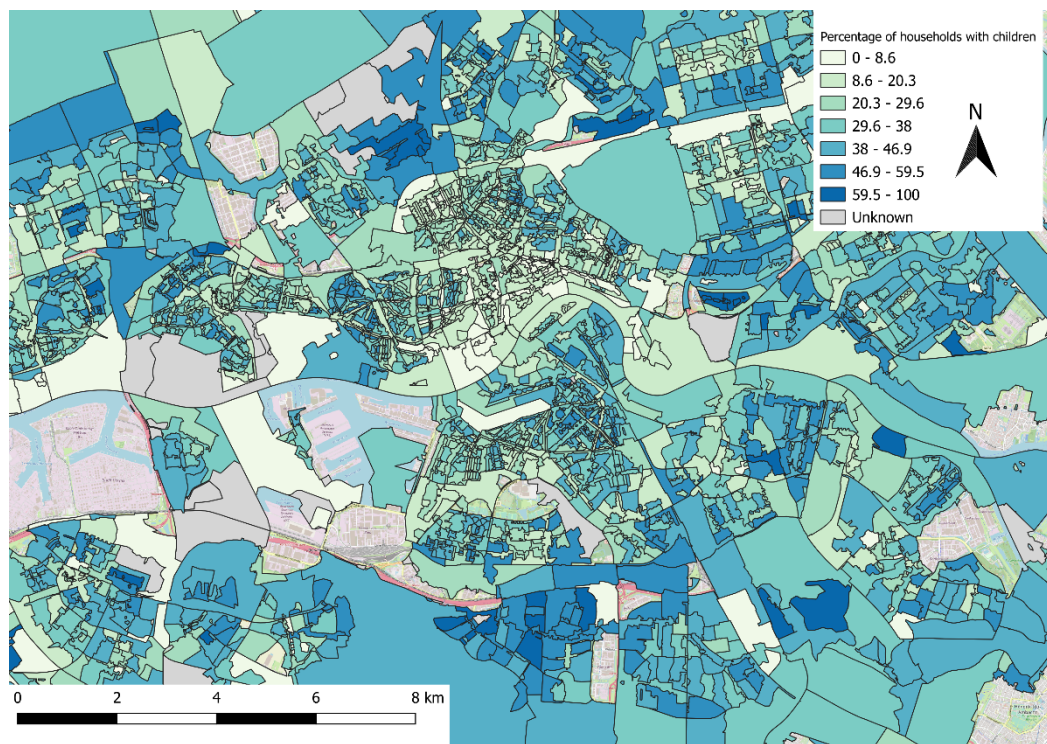 Percentage of households with children
0 - 8.6
8.6 - 20.3
20.3 - 29.6
29.6 - 38
38 - 46.9
46.9 - 59.5
59.5 - 100
Unknown
N
0 2 4 6 8 km